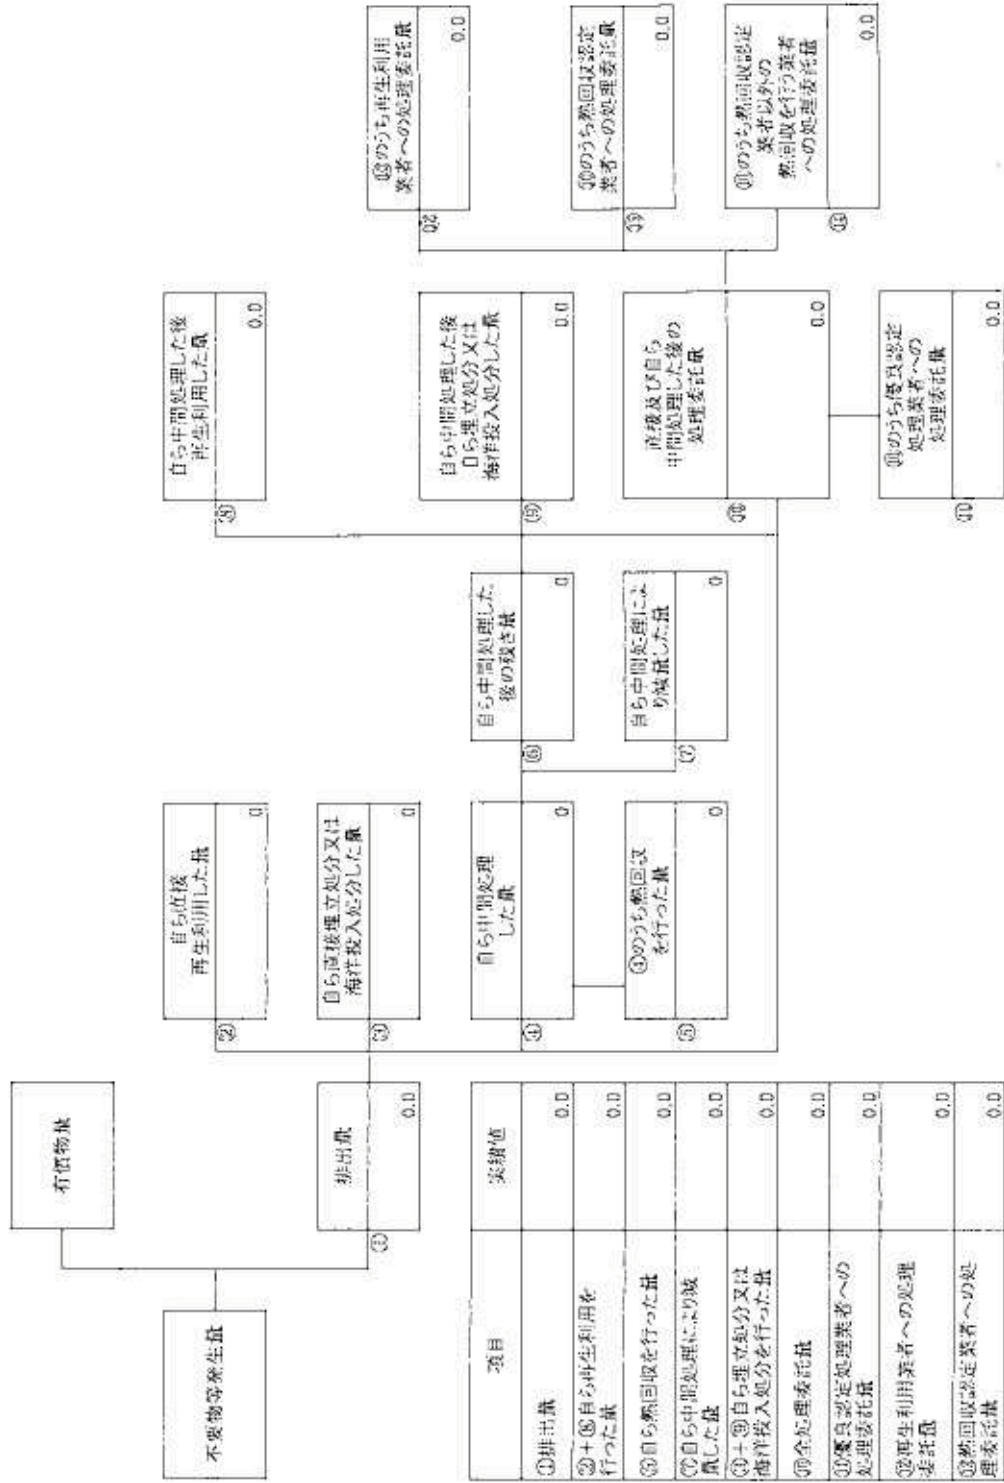 有価物量
不要物等発生量
①
排出量
0.0
②
自ら直接
再生利用した量
0
③
自ら直接埋立処分又は
海洋投入処分した量
0
④
自ら中間処理
した量
0
⑤
④のうち熱回収
を行った量
0
⑥
自ら中間処理した
後の残さ量
0
⑦
自ら中間処理によ
り減量した量
0
⑧
自ら中間処理した後
再生利用した量
0.0
⑨
自ら中間処理した後
自ら埋立処分又は
海洋投入処分した量
0.0
⑩
直接及び自ら
中間処理した後の
処理委託量
0.0
⑪
⑩のうち優良認定
処理業者への
処理委託量
0.0
のうち再生利用
業者への処理委託量
0.0
⑩のうち熱回収認定
業者への処理委託量
0.0
⑩のうち熱回収認定
業者以外の
熱回収を行う業者
への処理委託量
0.0
項目
実績値
①排出量
0.0
②+⑧自ら再生利用を
行った量
0.0
⑤自ら熱回収を行った量
0.0
⑦自ら中間処理により減
量した量
0.0
③+⑨自ら埋立処分又は
海洋投入処分を行った量
0.0
⑩全処理委託量
0.0
⑪優良認定処理業者への
処理委託量
0.0
⑫再生利用業者への処理
委託量
0.0
⑬熱回収認定業者への処
理委託量
0.0